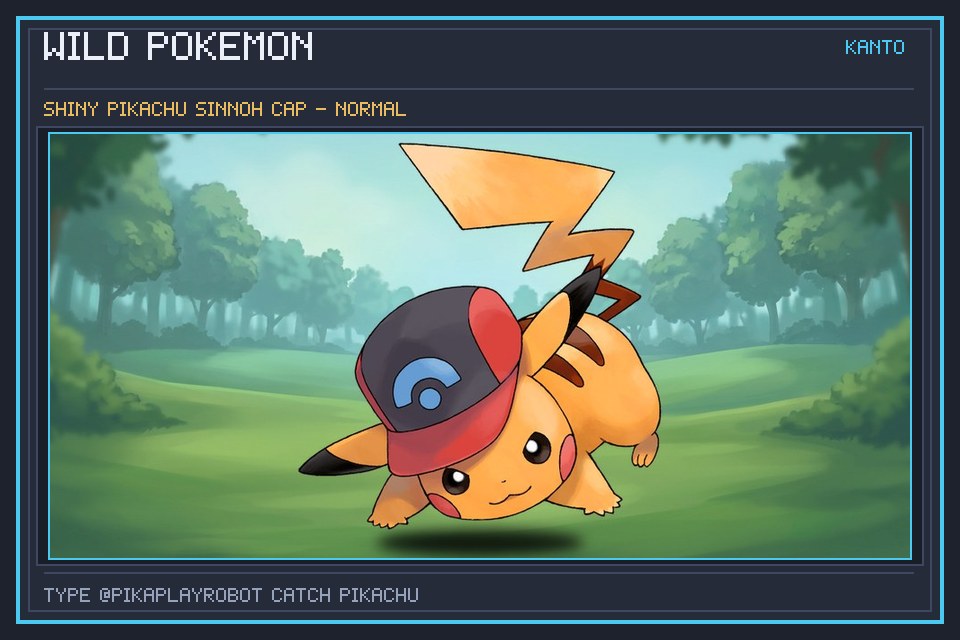 WILD POKEMON
KANTO
SHINY PIKACHU SINNOH CAP - NORMAL
TYPE @PIKAPLAYROBOT CATCH PIKACHU